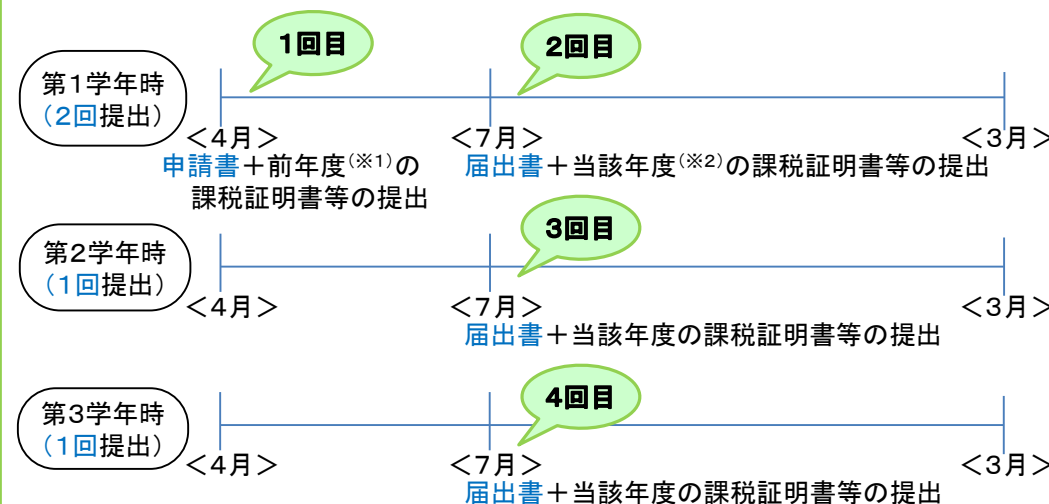 1回目
2回目
第1学年時
（2回提出）
＜4月＞
＜7月＞
＜3月＞
申請書＋前年度(※1)の
課税証明書等の提出
届出書＋当該年度(※2)の課税証明書等の提出
3回目
第2学年時
（1回提出）
＜4月＞
＜7月＞
＜3月＞
届出書＋当該年度の課税証明書等の提出
4回目
第3学年時
（1回提出）
＜4月＞
＜7月＞
＜3月＞
届出書＋当該年度の課税証明書等の提出